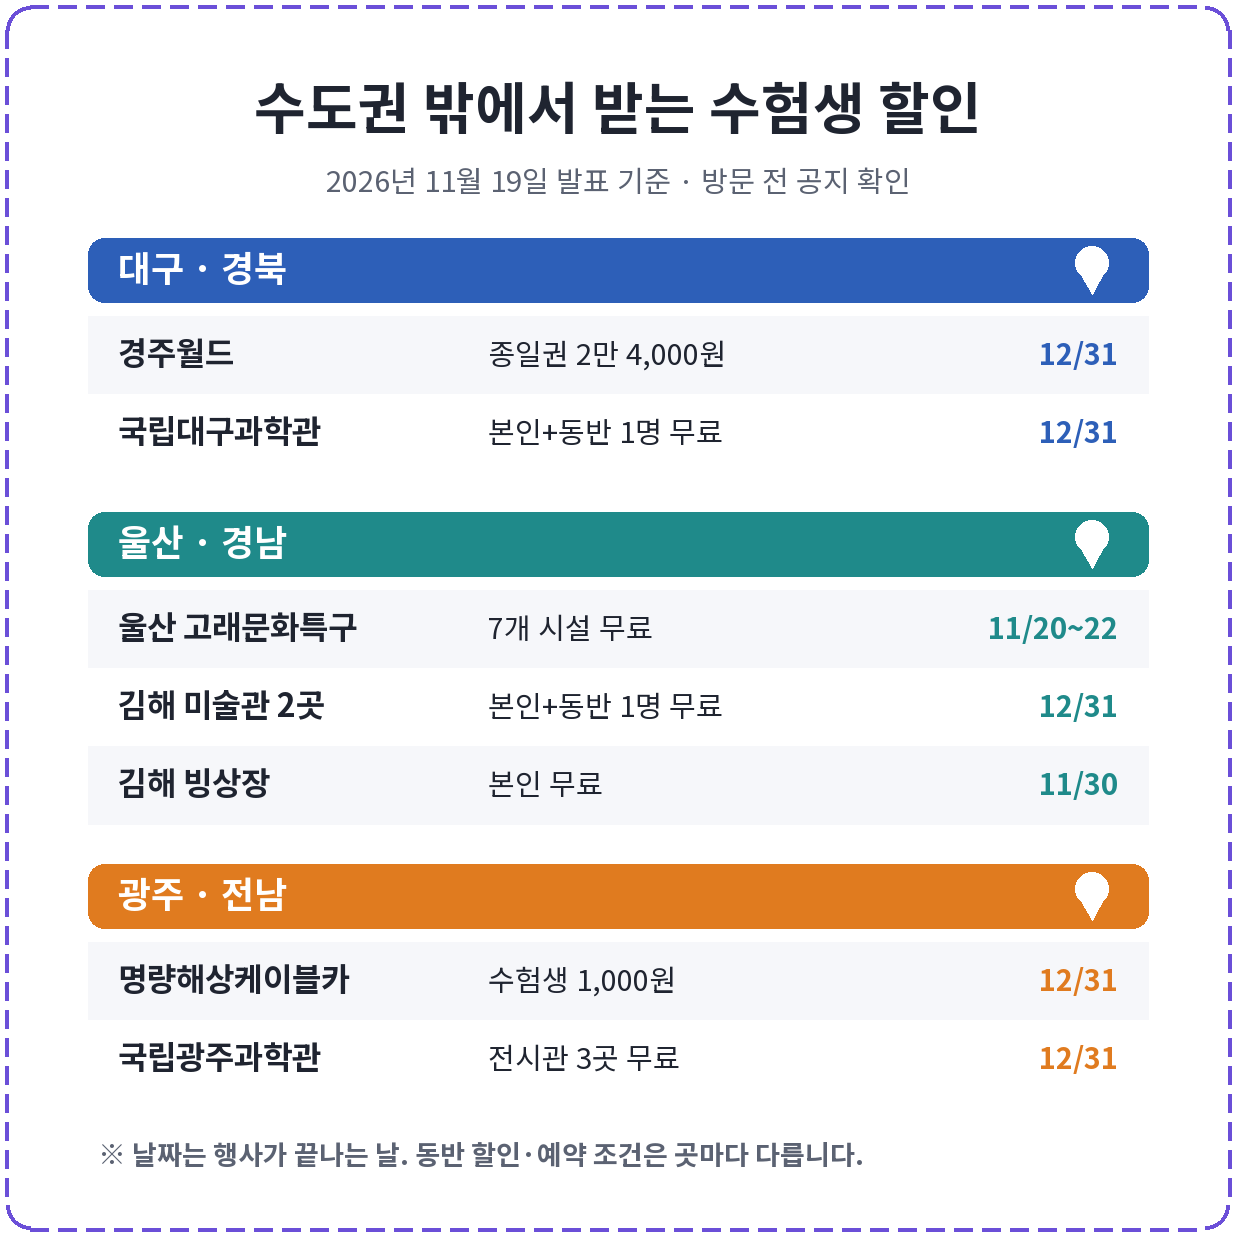 수도권 밖에서 받는 수험생 할인
2026년 11월 19일 발표 기준 · 방문 전 공지 확인
대구 · 경북
경주월드 종일권 2만 4,000원 12/31
국립대구과학관 본인+동반 1명 무료 12/31
울산 · 경남
울산 고래문화특구 7개 시설 무료 11/20~22
김해 미술관 2곳 본인+동반 1명 무료 12/31
김해 빙상장 본인 무료 11/30
광주 · 전남
명량해상케이블카 수험생 1,000원 12/31
국립광주과학관 전시관 3곳 무료 12/31
※ 날짜는 행사가 끝나는 날. 동반 할인·예약 조건은 곳마다 다릅니다.